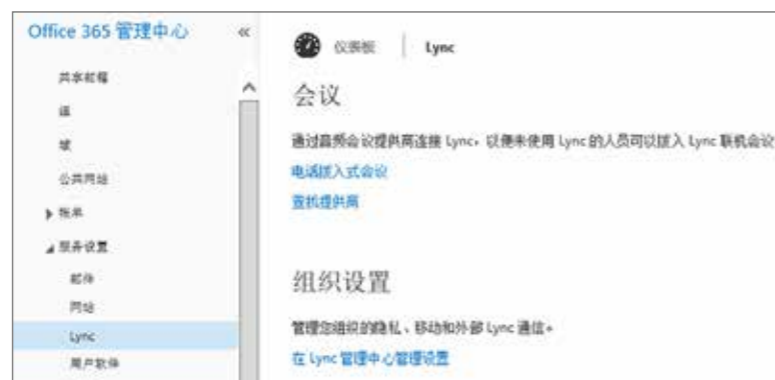 Office 365 管理中心 «
共享邮箱
组
域
公共网站
报单
服务设置
邮件
网站
Lync
用户软件
仪表板 | Lync
会议
通过音频会议提供商连接 Lync，以便未使用 Lync 的人员可以拨入 Lync 联机会议
电话拨入式会议
查找提供商
组织设置
管理您组织的隐私、移动和外部 Lync 通信。
在 Lync 管理中心管理设置